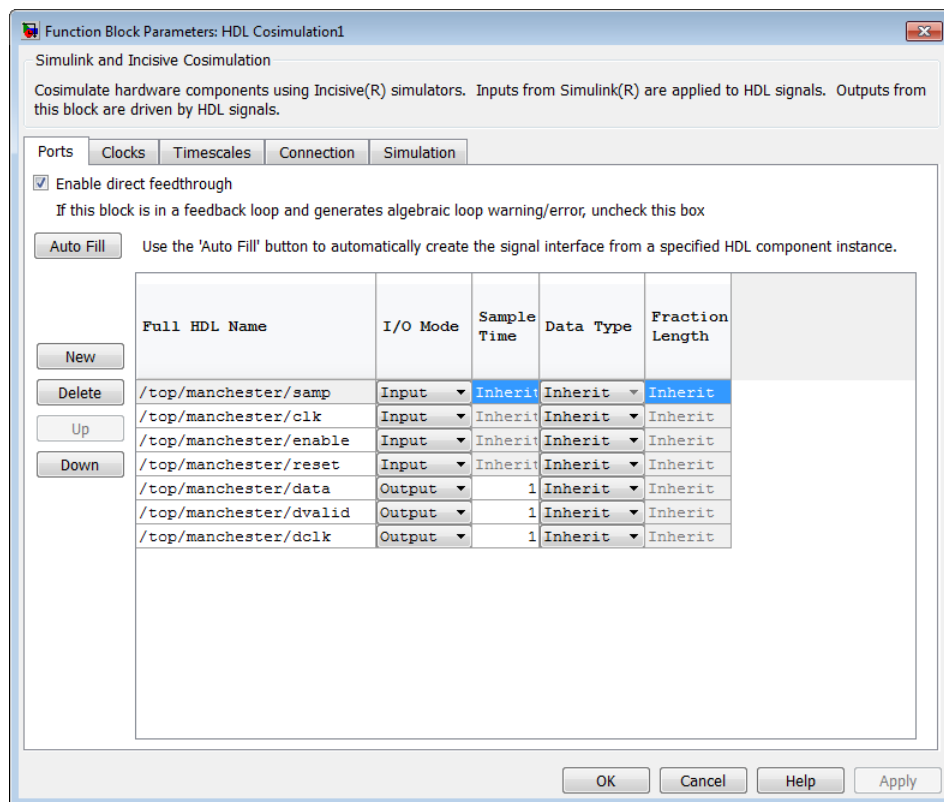 Function Block Parameters: HDL Cosimulation1
Simulink and Incisive Cosimulation
Cosimulate hardware components using Incisive(R) simulators. Inputs from Simulink(R) are applied to HDL signals. Outputs from
this block are driven by HDL signals.
Ports Clocks Timescales Connection Simulation
Enable direct feedthrough
If this block is in a feedback loop and generates algebraic loop warning/error, uncheck this box
Auto Fill Use the 'Auto Fill' button to automatically create the signal interface from a specified HDL component instance.
Full HDL Name I/O Mode Sample Time Data Type Fraction Length
New
Delete /top/manchester/samp Input Inherit Inherit Inherit
/top/manchester/clk Input Inherit Inherit Inherit
Up /top/manchester/enable Input Inherit Inherit Inherit
Down /top/manchester/reset Input Inherit Inherit Inherit
/top/manchester/data Output 1 Inherit Inherit
/top/manchester/dvalid Output 1 Inherit Inherit
/top/manchester/dclk Output 1 Inherit Inherit
OK Cancel Help Apply